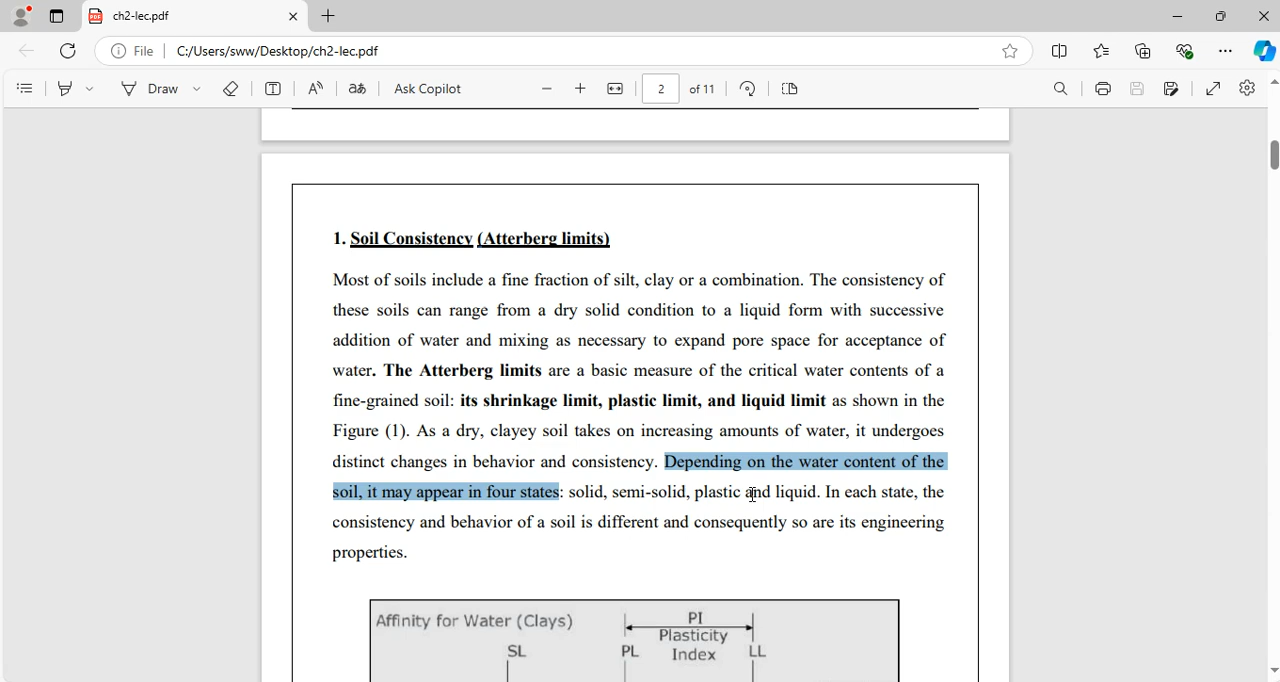 ch2-lec.pdf
File
C:/Users/sww/Desktop/ch2-lec.pdf
Draw
Ask Copilot
2 of 11
1. Soil Consistency (Atterberg limits)
Most of soils include a fine fraction of silt, clay or a combination. The consistency of
these soils can range from a dry solid condition to a liquid form with successive
addition of water and mixing as necessary to expand pore space for acceptance of
water. The Atterberg limits are a basic measure of the critical water contents of a
fine-grained soil: its shrinkage limit, plastic limit, and liquid limit as shown in the
Figure (1). As a dry, clayey soil takes on increasing amounts of water, it undergoes
distinct changes in behavior and consistency. Depending on the water content of the
soil, it may appear in four states: solid, semi-solid, plastic and liquid. In each state, the
consistency and behavior of a soil is different and consequently so are its engineering
properties.
Affinity for Water (Clays)
PI
Plasticity
SL PL Index LL